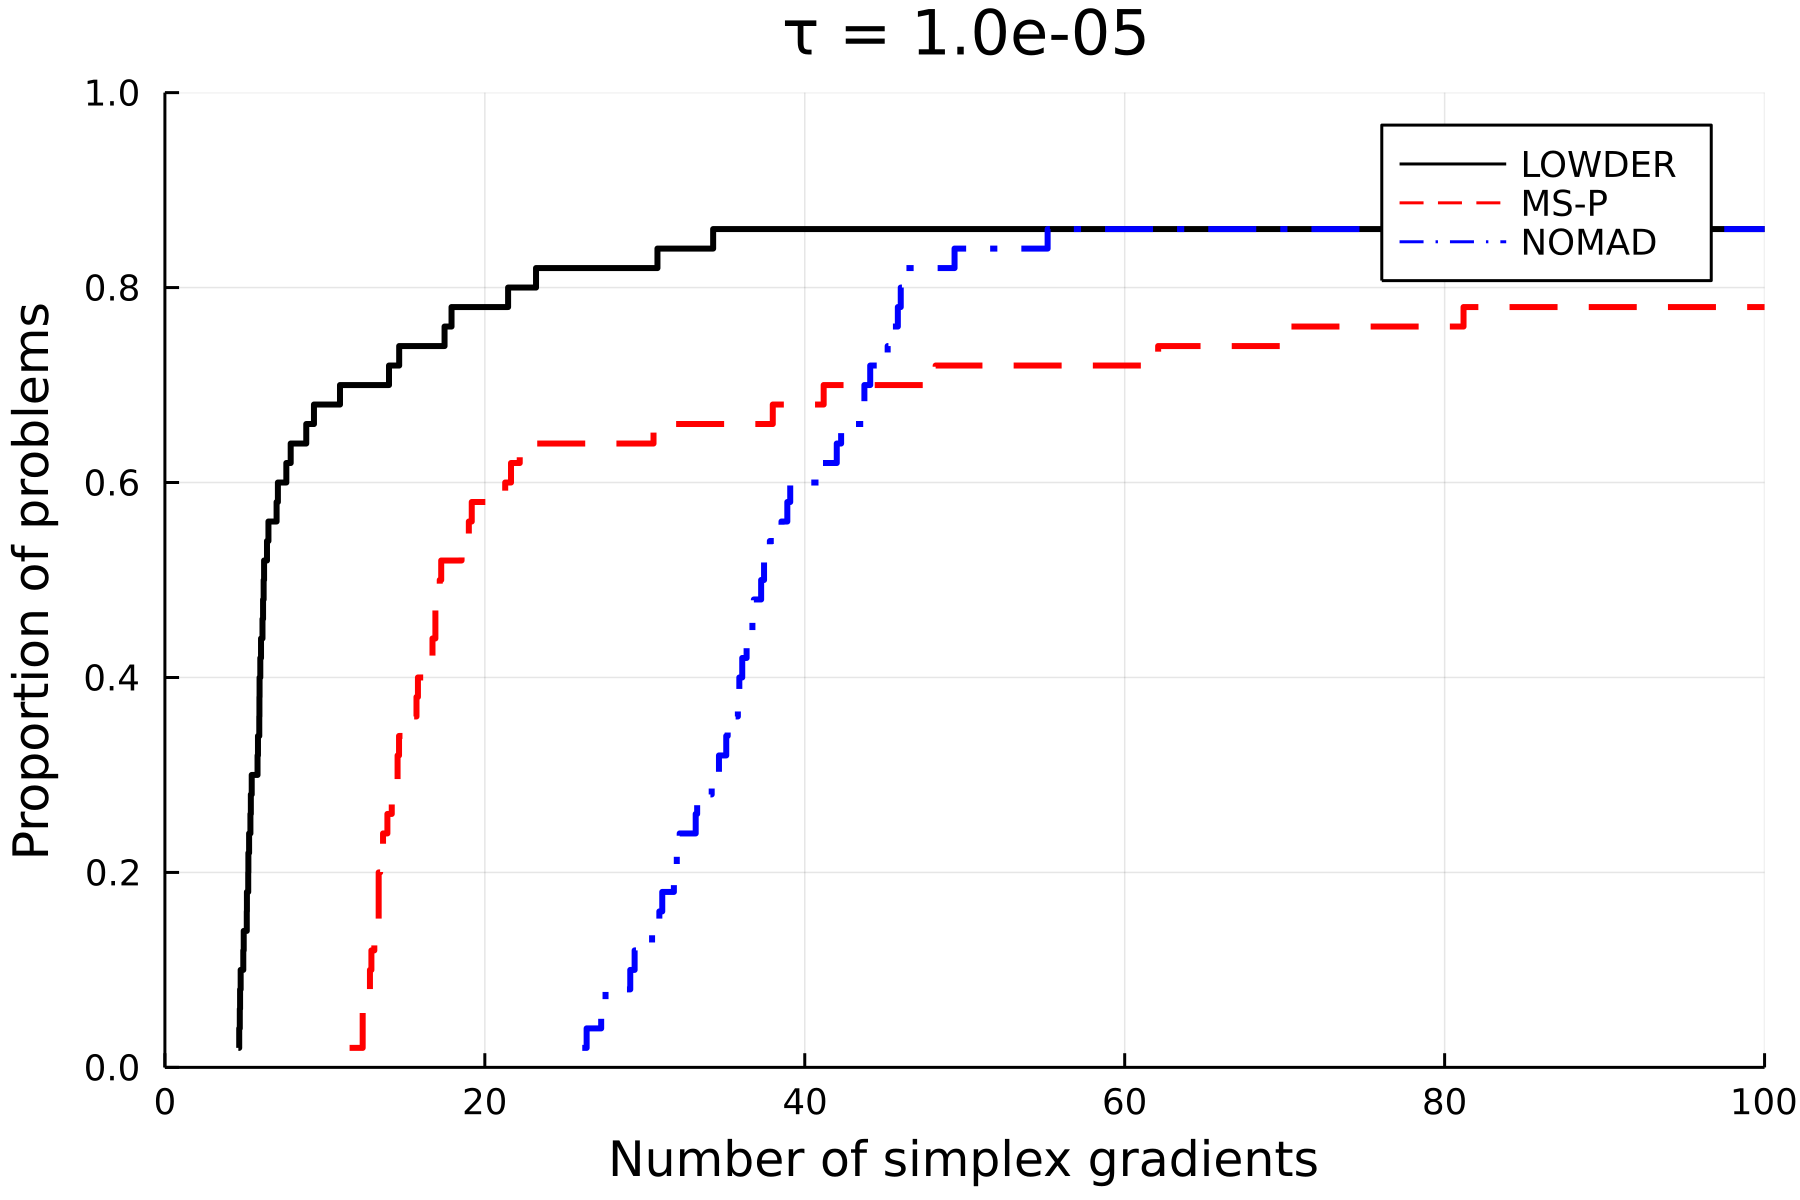 τ = 1.0e-05
1.0
0.8
0.6
0.4
0.2
0.0
Proportion of problems
LOWDER
MS-P
NOMAD
0 20 40 60 80 100
Number of simplex gradients